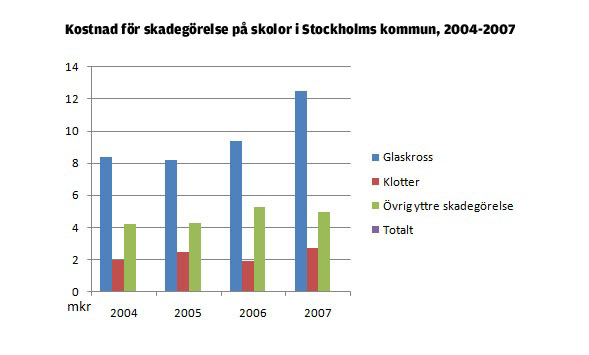 Kostnad för skadegörelse på skolor i Stockholms kommun, 2004-2007
14
12
10
8
6
4
2
0
mkr
2004 2005 2006 2007
Glaskross
Klotter
Övrig yttre skadegörelse
Totalt